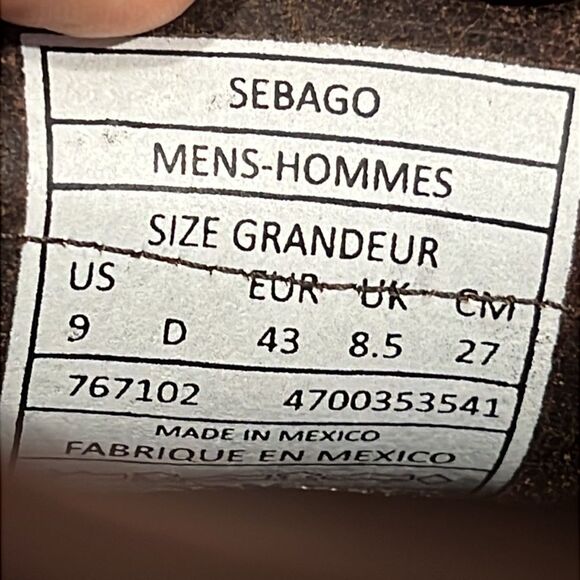 SEBAGO
MENS-HOMMES
SIZE GRANDEUR
US EUR UK CM
9 D 43 8.5 27
767102 4700353541
MADE IN MEXICO
FABRIQUE EN MEXICO